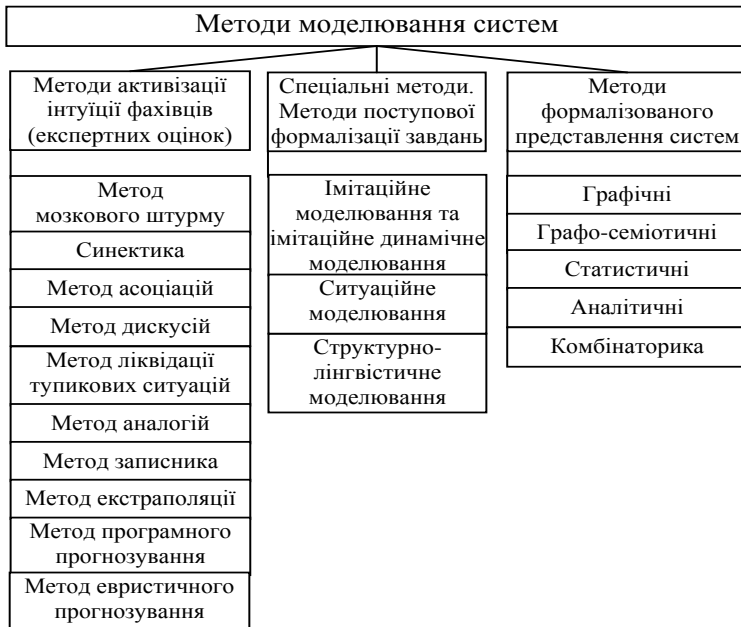 Методи моделювання систем
Методи активізації
інтуїції фахівців
(експертних оцінок)
Метод
мозкового штурму
Синектика
Метод асоціацій
Метод дискусій
Метод ліквідації
тупикових ситуацій
Метод аналогій
Метод записника
Метод екстраполяції
Метод програмного
прогнозування
Метод евристичного
прогнозування
Спеціальні методи.
Методи поступової
формалізації завдань
Імітаційне
моделювання та
імітаційне динамічне
моделювання
Ситуаційне
моделювання
Структурно-
лінгвістичне
моделювання
Методи
формалізованого
представлення систем
Графічні
Графо-семіотичні
Статистичні
Аналітичні
Комбінаторика